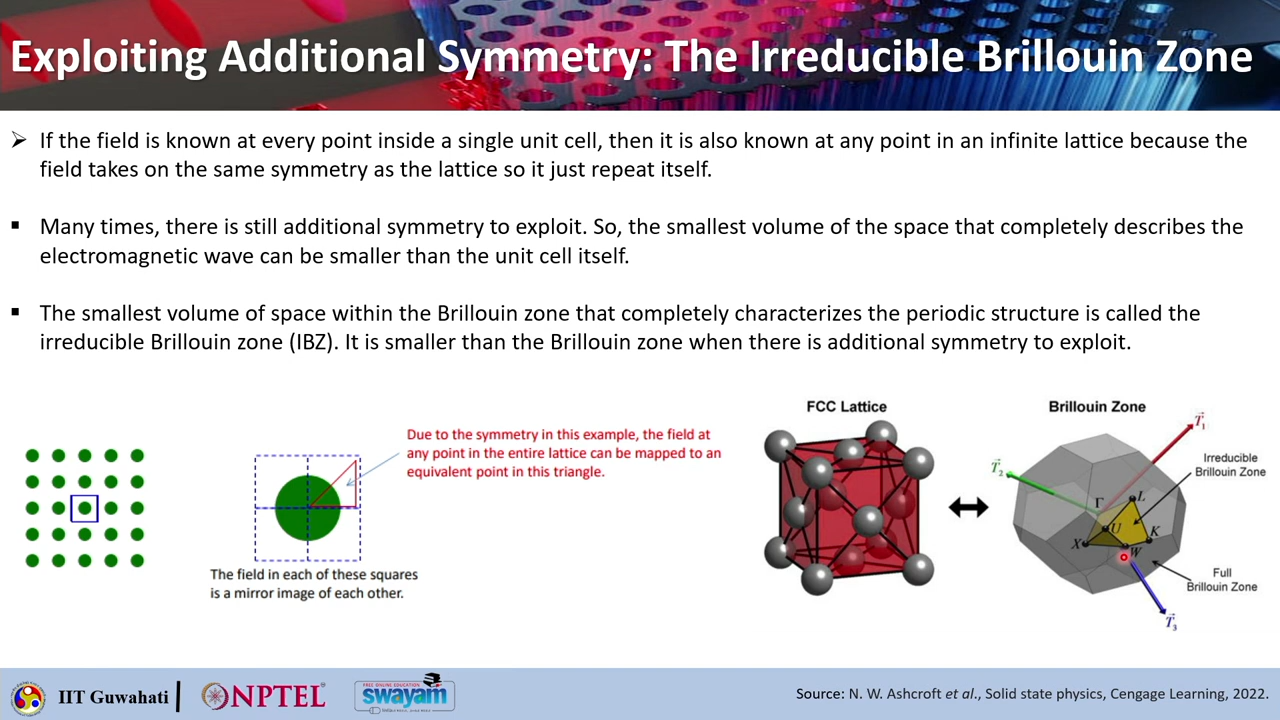 Exploiting Additional Symmetry: The Irreducible Brillouin Zone
If the field is known at every point inside a single unit cell, then it is also known at any point in an infinite lattice because the
field takes on the same symmetry as the lattice so it just repeat itself.
Many times, there is still additional symmetry to exploit. So, the smallest volume of the space that completely describes the
electromagnetic wave can be smaller than the unit cell itself.
The smallest volume of space within the Brillouin zone that completely characterizes the periodic structure is called the
irreducible Brillouin zone (IBZ). It is smaller than the Brillouin zone when there is additional symmetry to exploit.
Due to the symmetry in this example, the field at
any point in the entire lattice can be mapped to an
equivalent point in this triangle.
The field in each of these squares
is a mirror image of each other.
FCC Lattice
Brillouin Zone
T⃗₁
T⃗₂
Irreducible
Brillouin Zone
Γ
L
U
X
K
W
Full
Brillouin Zone
T⃗₃
IIT Guwahati
NPTEL
FREE ONLINE EDUCATION
swayam
Source: N. W. Ashcroft et al., Solid state physics, Cengage Learning, 2022.